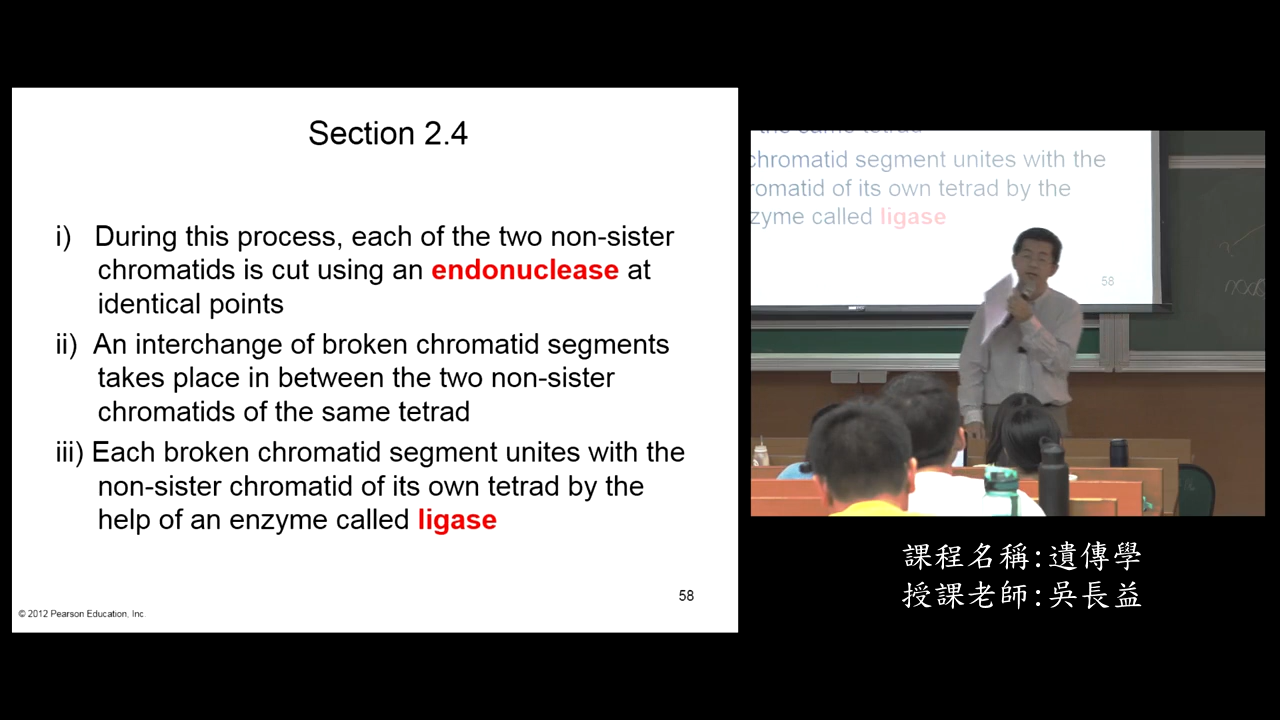 Section 2.4
i) During this process, each of the two non-sister
chromatids is cut using an endonuclease at
identical points
ii) An interchange of broken chromatid segments
takes place in between the two non-sister
chromatids of the same tetrad
iii) Each broken chromatid segment unites with the
non-sister chromatid of its own tetrad by the
help of an enzyme called ligase
58
© 2012 Pearson Education, Inc.
the same tetrad
chromatid segment unites with the
romatid of its own tetrad by the
zyme called ligase
58
課程名稱:遺傳學
授課老師:吳長益